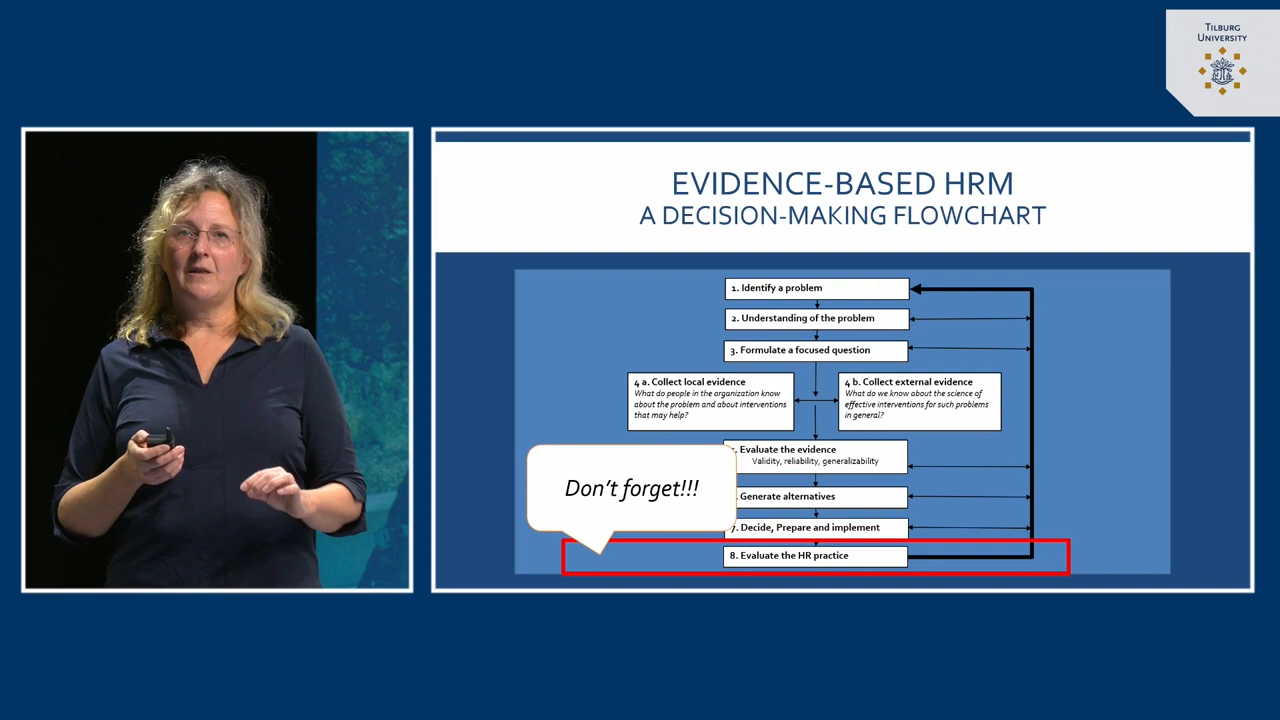 TILBURG
UNIVERSITY
EVIDENCE-BASED HRM
A DECISION-MAKING FLOWCHART
1. Identify a problem
2. Understanding of the problem
3. Formulate a focused question
4 a. Collect local evidence
What do people in the organization know
about the problem and about interventions
that may help?
4 b. Collect external evidence
What do we know about the science of
effective interventions for such problems
in general?
Evaluate the evidence
Validity, reliability, generalizability
Don't forget!!!
Generate alternatives
7. Decide, Prepare and implement
8. Evaluate the HR practice